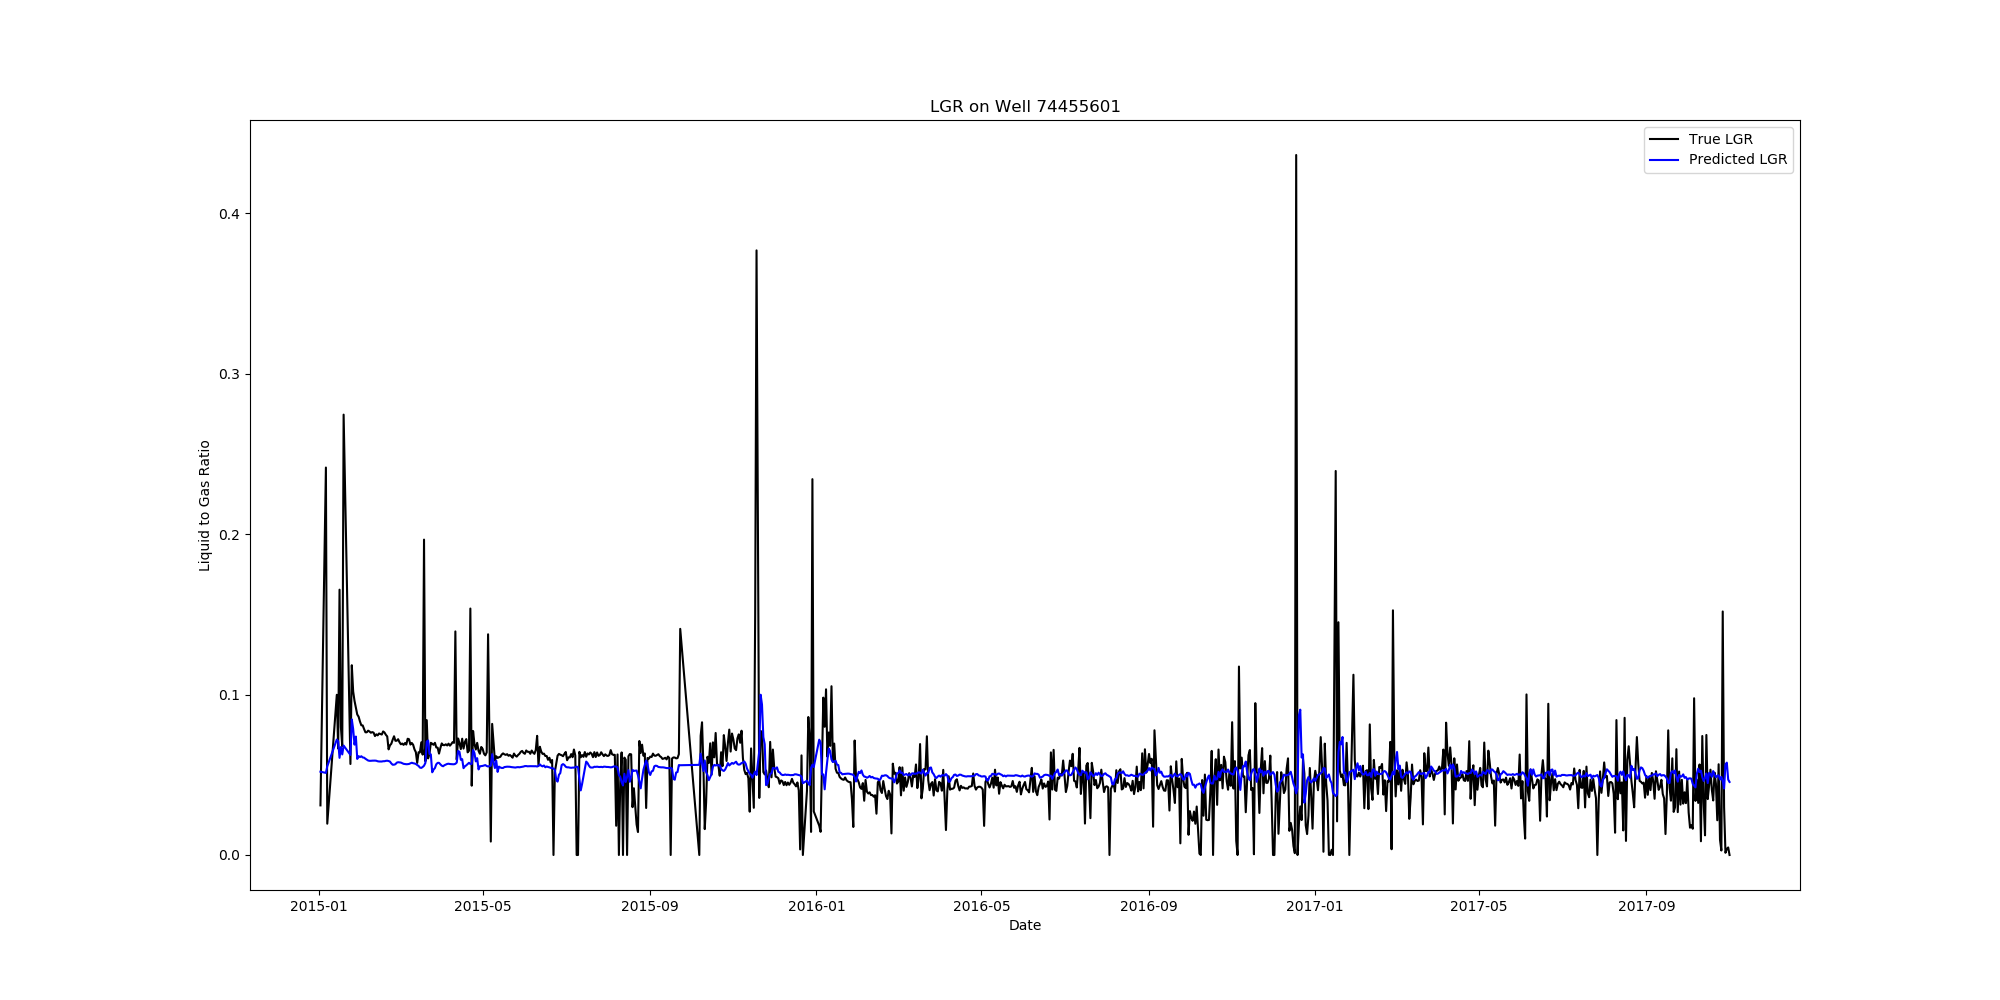 LGR on Well 74455601
True LGR
Predicted LGR
Liquid to Gas Ratio
0.4
0.3
0.2
0.1
0.0
2015-01
2015-05
2015-09
2016-01
2016-05
2016-09
2017-01
2017-05
2017-09
Date